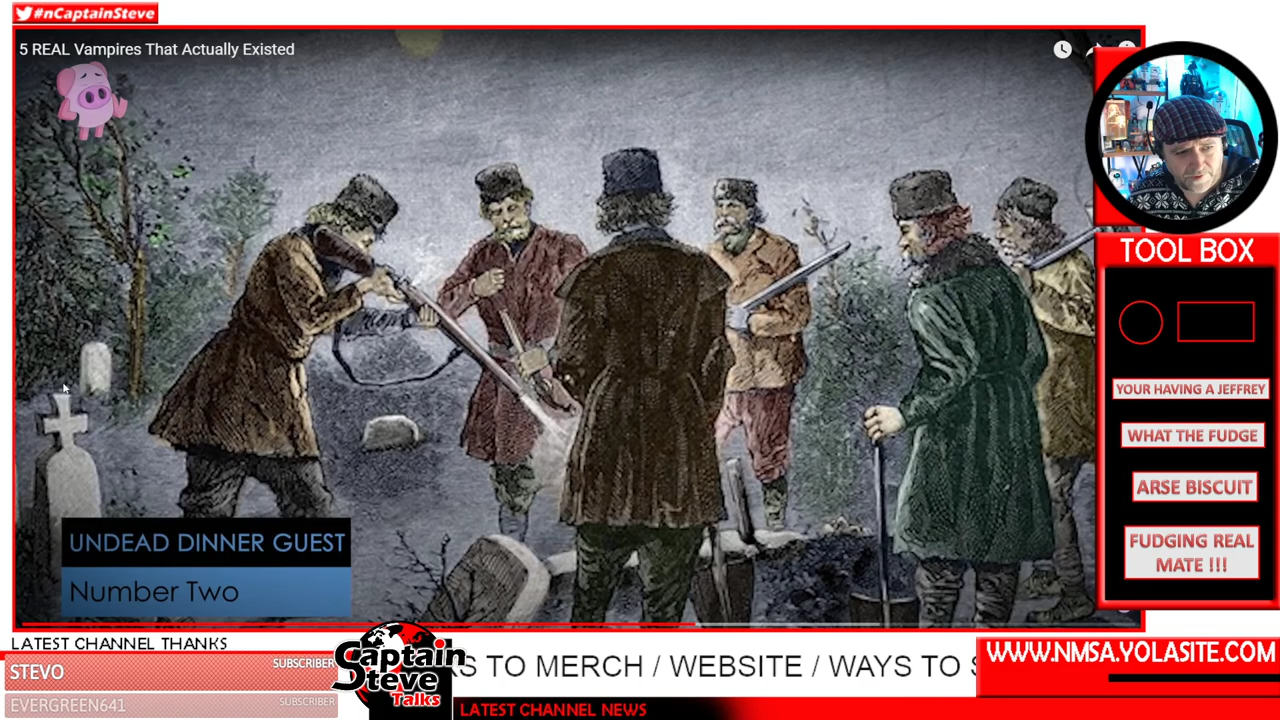 #nCaptainSteve
5 REAL Vampires That Actually Existed
TOOL BOX
YOUR HAVING A JEFFREY
WHAT THE FUDGE
ARSE BISCUIT
FUDGING REAL
MATE !!!
UNDEAD DINNER GUEST
Number Two
LATEST CHANNEL THANKS
STEVO
SUBSCRIBER
EVERGREEN641
SUBSCRIBER
Captain
Steve
Talks
TO MERCH / WEBSITE / WAYS TO
WWW.NMSA.YOLASITE.COM
LATEST CHANNEL NEWS